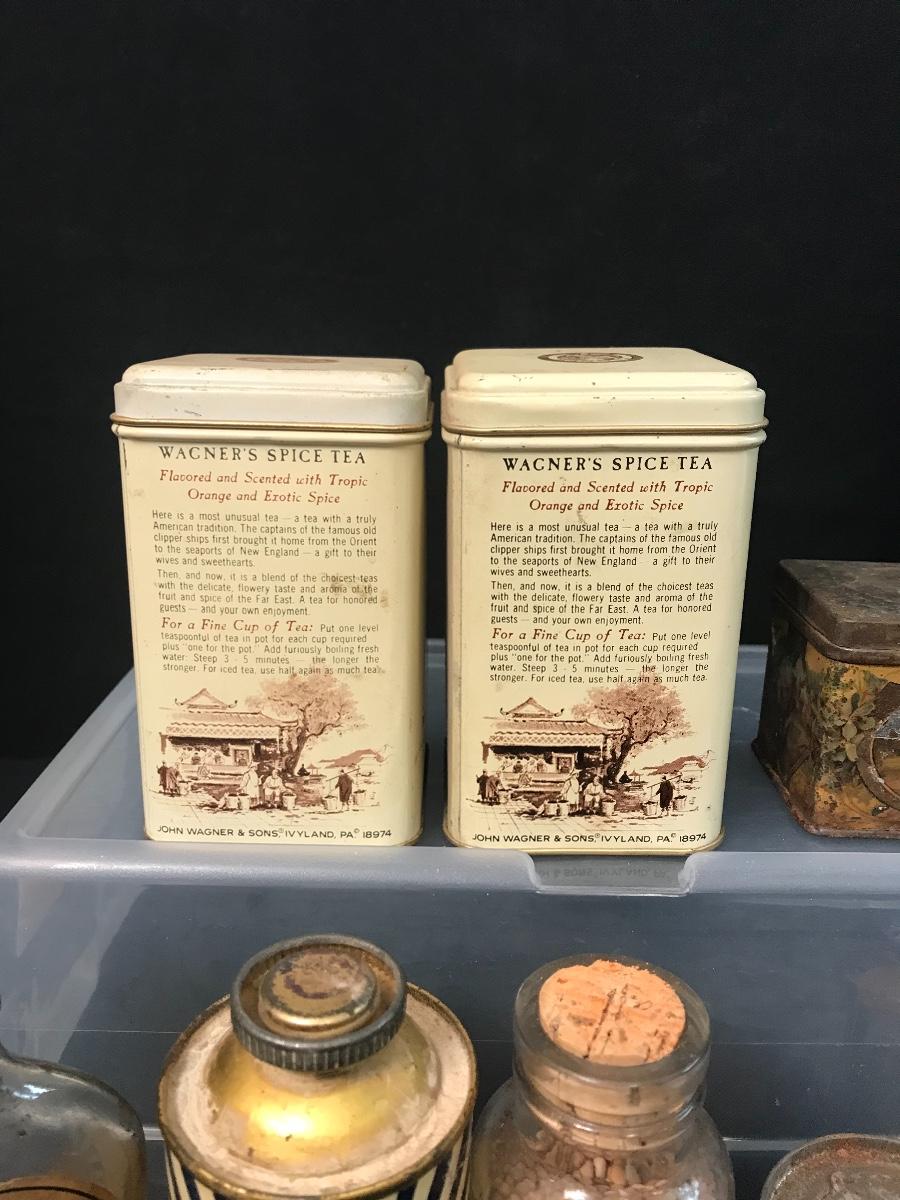 WAGNER'S SPICE TEA
Flavored and Scented with Tropic
Orange and Exotic Spice
Here is a most unusual tea — a tea with a truly
American tradition. The captains of the famous old
clipper ships first brought it home from the Orient
to the seaports of New England — a gift to their
wives and sweethearts.
Then, and now, it is a blend of the choicest teas
with the delicate, flowery taste and aroma of the
fruit and spice of the Far East. A tea for honored
guests — and your own enjoyment.
For a Fine Cup of Tea: Put one level
teaspoonful of tea in pot for each cup required
plus "one for the pot." Add furiously boiling fresh
water. Steep 3 - 5 minutes — the longer the
stronger. For iced tea, use half again as much tea.
JOHN WAGNER & SONS,® IVYLAND, PA.© 18974
WAGNER'S SPICE TEA
Flavored and Scented with Tropic
Orange and Exotic Spice
Here is a most unusual tea — a tea with a truly
American tradition. The captains of the famous old
clipper ships first brought it home from the Orient
to the seaports of New England — a gift to their
wives and sweethearts.
Then, and now, it is a blend of the choicest teas
with the delicate, flowery taste and aroma of the
fruit and spice of the Far East. A tea for honored
guests — and your own enjoyment.
For a Fine Cup of Tea: Put one level
teaspoonful of tea in pot for each cup required
plus "one for the pot." Add furiously boiling fresh
water. Steep 3 - 5 minutes — the longer the
stronger. For iced tea, use half again as much tea.
JOHN WAGNER & SONS,® IVYLAND, PA.© 18974